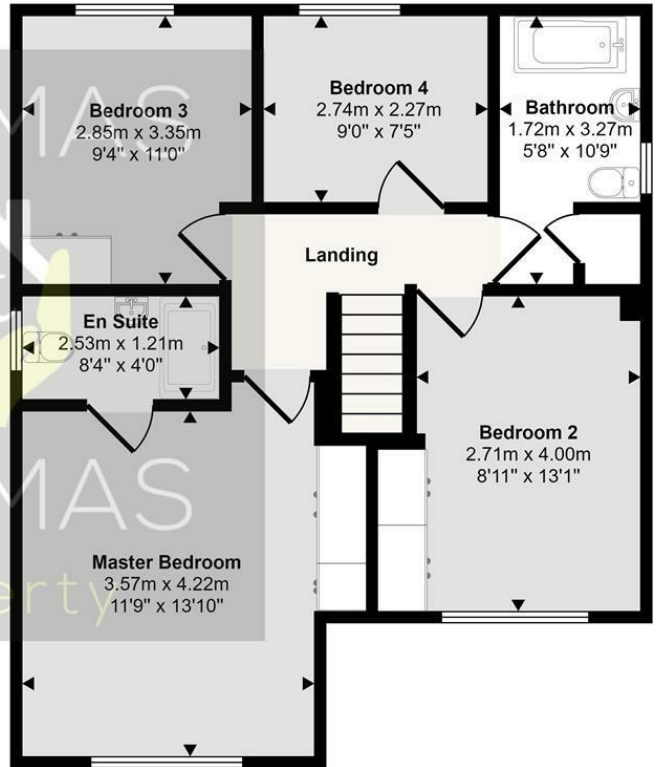 Bedroom 3
2.85m x 3.35m
9'4" x 11'0"
Bedroom 4
2.74m x 2.27m
9'0" x 7'5"
Bathroom
1.72m x 3.27m
5'8" x 10'9"
Landing
En Suite
2.53m x 1.21m
8'4" x 4'0"
Bedroom 2
2.71m x 4.00m
8'11" x 13'1"
Master Bedroom
3.57m x 4.22m
11'9" x 13'10"
MAS
MAS
erty